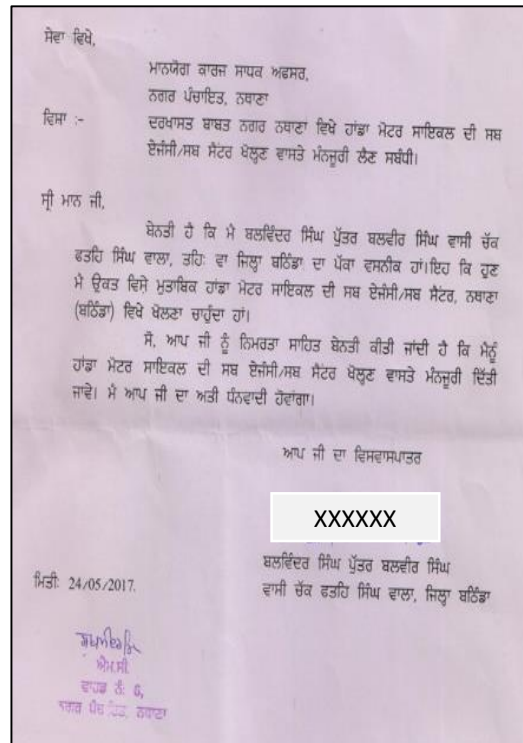 ਸੇਵਾ ਵਿਖੇ,
ਮਾਨਯੋਗ ਕਾਰਜ ਸਾਧਕ ਅਫਸਰ,
ਨਗਰ ਪੰਚਾਇਤ, ਨਥਾਣਾ
ਵਿਸਾ :- ਦਰਖਾਸਤ ਬਾਬਤ ਨਗਰ ਨਥਾਣਾ ਵਿਖੇ ਹਾਂਡਾ ਮੋਟਰ ਸਾਇਕਲ ਦੀ ਸਬ
ਏਜੰਸੀ/ਸਬ ਸੈਂਟਰ ਖੋਲ੍ਹਣ ਵਾਸਤੇ ਮੰਨਜੂਰੀ ਲੈਣ ਸਬੰਧੀ।
ਸ੍ਰੀ ਮਾਨ ਜੀ,
ਬੇਨਤੀ ਹੈ ਕਿ ਮੈ ਬਲਵਿੰਦਰ ਸਿੰਘ ਪੁੱਤਰ ਬਲਵੀਰ ਸਿੰਘ ਵਾਸੀ ਚੱਕ
ਫਤਹਿ ਸਿੰਘ ਵਾਲਾ, ਤਹਿ: ਵਾ ਜਿਲ੍ਹਾ ਬਠਿੰਡਾ ਦਾ ਪੱਕਾ ਵਸਨੀਕ ਹਾਂ।ਇਹ ਕਿ ਹੁਣ
ਮੈ ਉਕਤ ਵਿਸੇ ਮੁਤਾਬਿਕ ਹਾਂਡਾ ਮੋਟਰ ਸਾਇਕਲ ਦੀ ਸਬ ਏਜੰਸੀ/ਸਬ ਸੈਂਟਰ, ਨਥਾਣਾ
(ਬਠਿੰਡਾ) ਵਿਖੇ ਖੋਲਣਾ ਚਾਹੁੰਦਾ ਹਾਂ।
ਸੋ, ਆਪ ਜੀ ਨੂੰ ਨਿਮਰਤਾ ਸਾਹਿਤ ਬੇਨਤੀ ਕੀਤੀ ਜਾਂਦੀ ਹੈ ਕਿ ਮੈਨੂੰ
ਹਾਂਡਾ ਮੋਟਰ ਸਾਇਕਲ ਦੀ ਸਬ ਏਜੰਸੀ/ਸਬ ਸੈਂਟਰ ਖੋਲ੍ਹਣ ਵਾਸਤੇ ਮੰਨਜੂਰੀ ਦਿੱਤੀ
ਜਾਵੇ। ਮੈਂ ਆਪ ਜੀ ਦਾ ਅਤੀ ਧੰਨਵਾਦੀ ਹੋਵਾਂਗਾ।
ਆਪ ਜੀ ਦਾ ਵਿਸਵਾਸਪਾਤਰ
XXXXXX
ਬਲਵਿੰਦਰ ਸਿੰਘ ਪੁੱਤਰ ਬਲਵੀਰ ਸਿੰਘ
ਵਾਸੀ ਚੱਕ ਫਤਹਿ ਸਿੰਘ ਵਾਲਾ, ਜਿਲ੍ਹਾ ਬਠਿੰਡਾ
ਮਿਤੀ: 24/05/2017.
ਐਮ.ਸੀ
ਵਾਰਡ ਨੰ: 6,
ਨਗਰ ਪੰਚਾਇਤ, ਨਥਾਣਾ